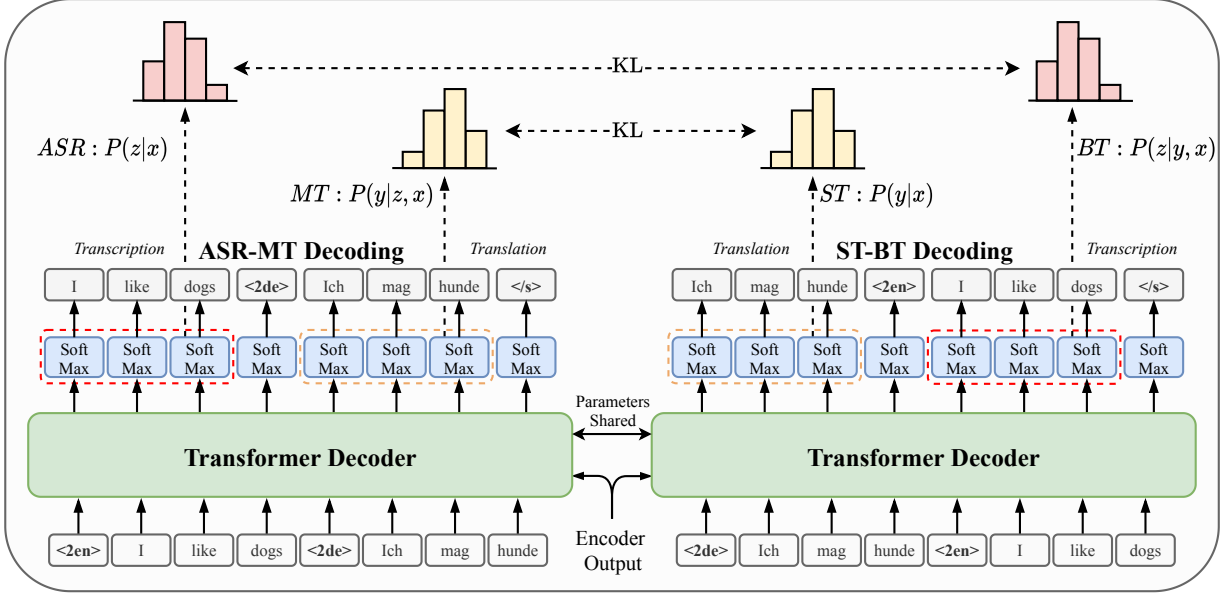 KL
KL
ASR : P(z|x)
BT : P(z|y, x)
MT : P(y|z, x)
ST : P(y|x)
Transcription
ASR-MT Decoding
Translation
Translation
ST-BT Decoding
Transcription
I like dogs <2de> Ich mag hunde </s>
Ich mag hunde <2en> I like dogs </s>
Soft Soft Soft Soft Soft Soft Soft Soft
Max Max Max Max Max Max Max Max
Soft Soft Soft Soft Soft Soft Soft Soft
Max Max Max Max Max Max Max Max
Parameters
Shared
Transformer Decoder
Transformer Decoder
<2en> I like dogs <2de> Ich mag hunde
Encoder
Output
<2de> Ich mag hunde <2en> I like dogs